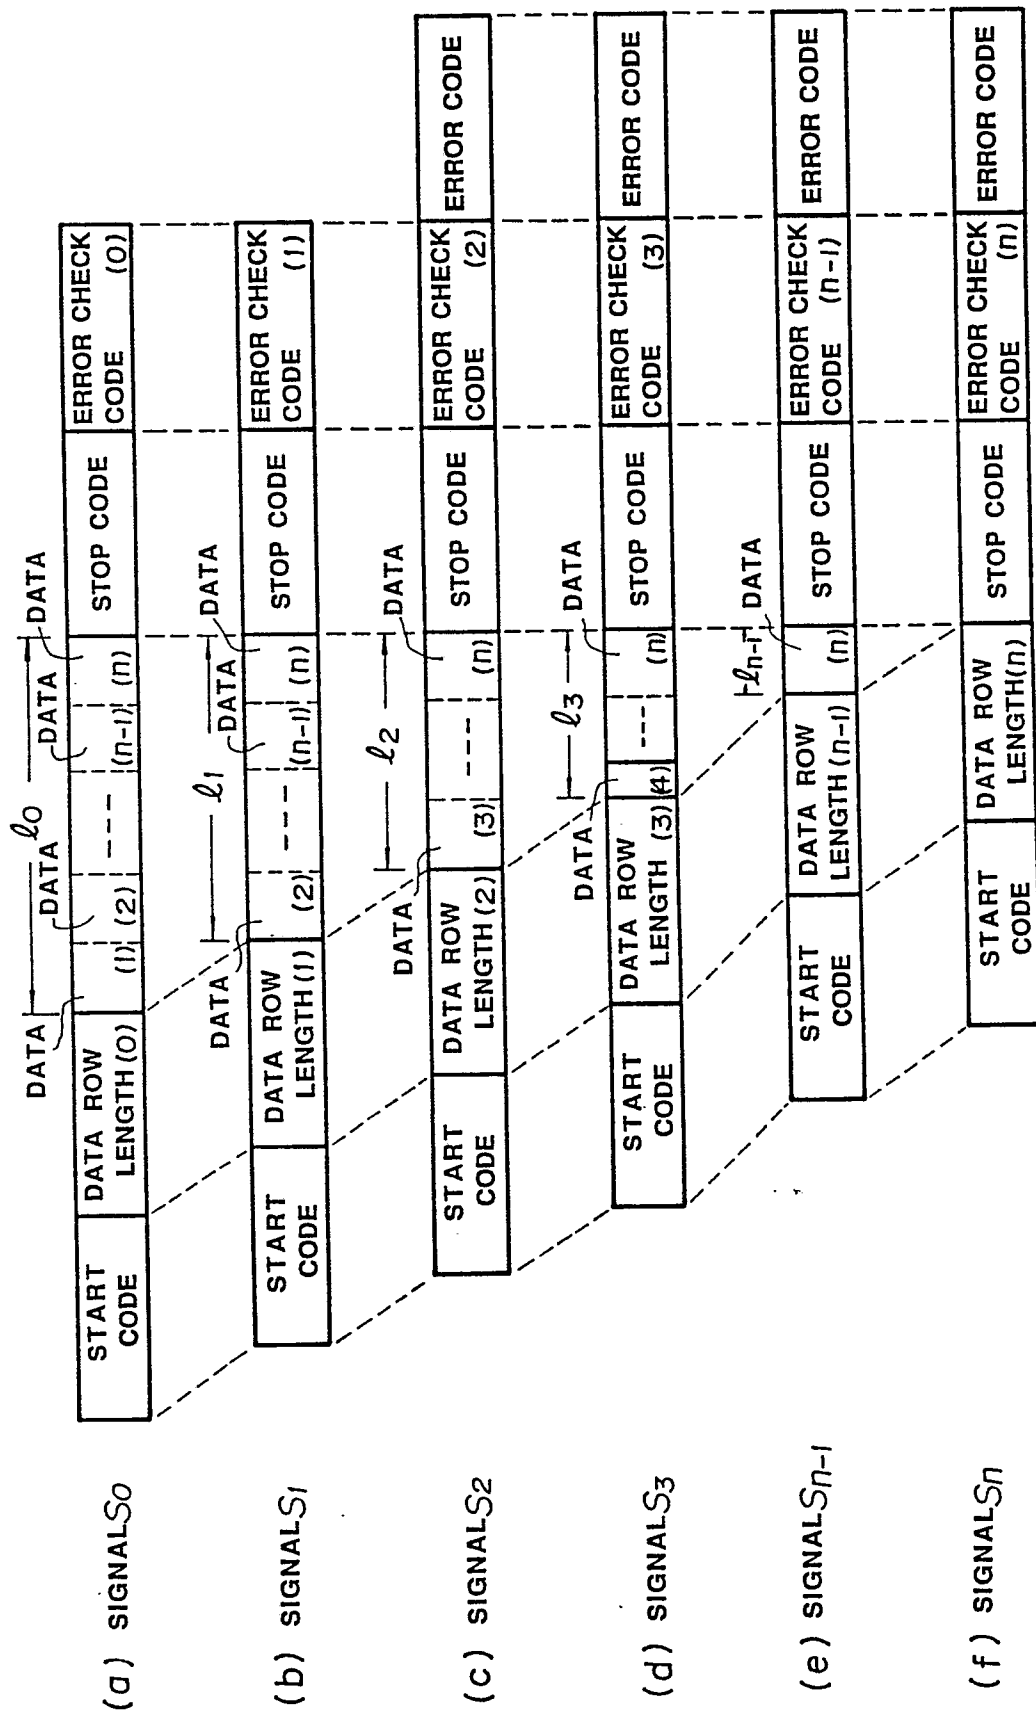 (a) SIGNAL S0
START CODE
DATA ROW LENGTH (0)
DATA
(1)
DATA
(2)
----
DATA
(n-1)
DATA
(n)
ℓ0
STOP CODE
ERROR CHECK CODE (0)
(b) SIGNAL S1
START CODE
DATA ROW LENGTH (1)
DATA
(2)
----
DATA
(n-1)
DATA
(n)
ℓ1
STOP CODE
ERROR CHECK CODE (1)
(c) SIGNAL S2
START CODE
DATA ROW LENGTH (2)
DATA
(3)
----
DATA
(n)
ℓ2
STOP CODE
ERROR CHECK CODE (2)
ERROR CODE
(d) SIGNAL S3
START CODE
DATA ROW LENGTH (3)
DATA
(4)
---
DATA
(n)
ℓ3
STOP CODE
ERROR CHECK CODE (3)
ERROR CODE
(e) SIGNAL Sn-1
START CODE
DATA ROW LENGTH (n-1)
DATA
(n)
ℓn-1
STOP CODE
ERROR CHECK CODE (n-1)
ERROR CODE
(f) SIGNAL Sn
START CODE
DATA ROW LENGTH (n)
STOP CODE
ERROR CHECK CODE (n)
ERROR CODE